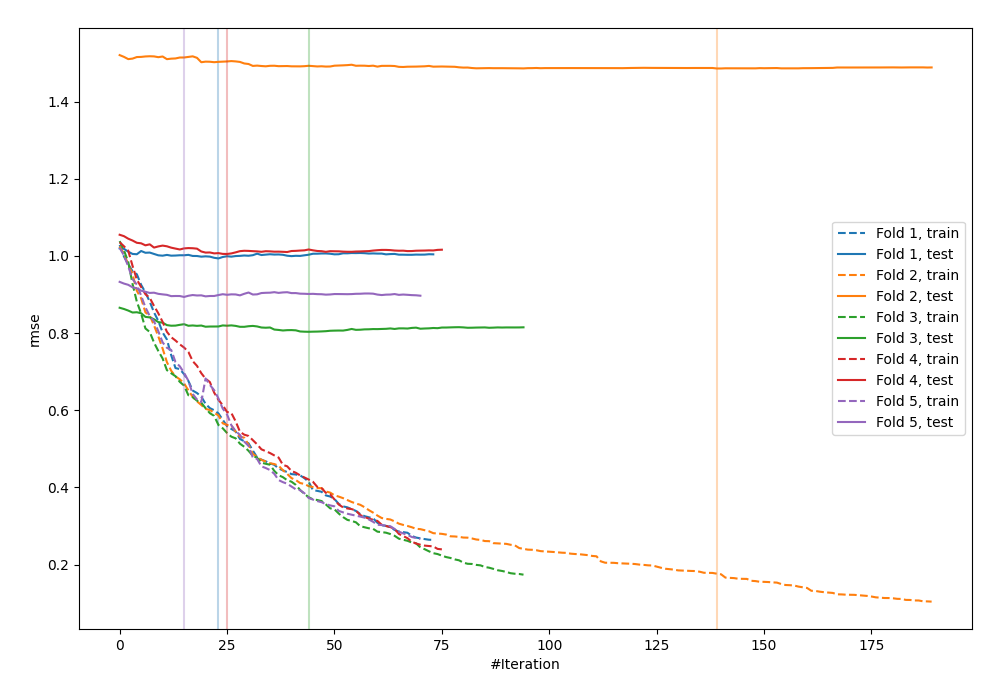 1.4
1.2
1.0
0.8
0.6
0.4
0.2
rmse
0
25
50
75
100
125
150
175
#Iteration
Fold 1, train
Fold 1, test
Fold 2, train
Fold 2, test
Fold 3, train
Fold 3, test
Fold 4, train
Fold 4, test
Fold 5, train
Fold 5, test